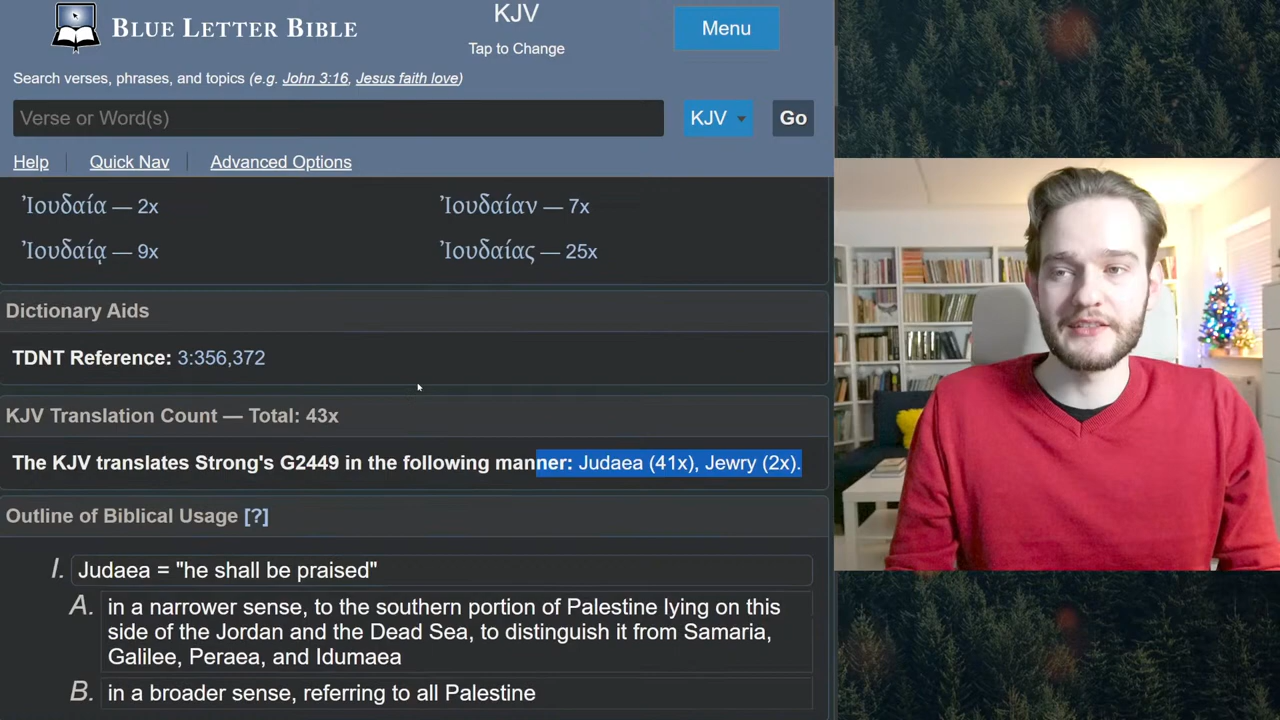 BLUE LETTER BIBLE
KJV
Tap to Change
Menu
Search verses, phrases, and topics (e.g. John 3:16, Jesus faith love)
Verse or Word(s)
KJV
Go
Help
Quick Nav
Advanced Options
Ἰουδαία — 2x
Ἰουδαίαν — 7x
Ἰουδαίᾳ — 9x
Ἰουδαίας — 25x
Dictionary Aids
TDNT Reference: 3:356,372
KJV Translation Count — Total: 43x
The KJV translates Strong's G2449 in the following manner: Judaea (41x), Jewry (2x).
Outline of Biblical Usage [?]
I. Judaea = "he shall be praised"
A. in a narrower sense, to the southern portion of Palestine lying on this
side of the Jordan and the Dead Sea, to distinguish it from Samaria,
Galilee, Peraea, and Idumaea
B. in a broader sense, referring to all Palestine